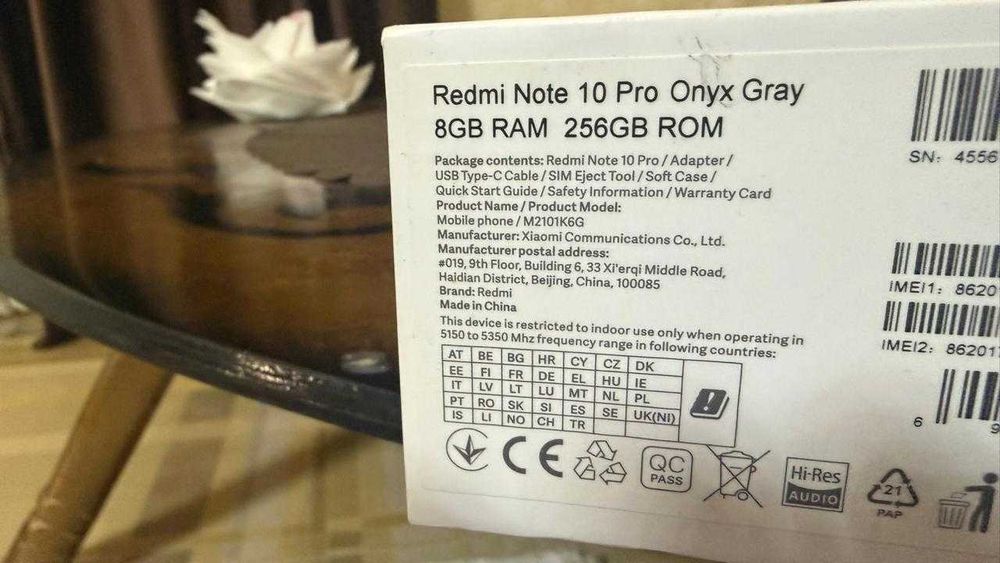 Redmi Note 10 Pro Onyx Gray
8GB RAM 256GB ROM
Package contents: Redmi Note 10 Pro / Adapter /
USB Type-C Cable / SIM Eject Tool / Soft Case /
Quick Start Guide / Safety Information / Warranty Card
Product Name / Product Model:
Mobile phone / M2101K6G
Manufacturer: Xiaomi Communications Co., Ltd.
Manufacturer postal address:
#019, 9th Floor, Building 6, 33 Xi'erqi Middle Road,
Haidian District, Beijing, China, 100085
Brand: Redmi
Made in China
This device is restricted to indoor use only when operating in
5150 to 5350 Mhz frequency range in following countries:
AT BE BG HR CY CZ DK
EE FI FR DE EL HU IE
IT LV LT LU MT NL PL
PT RO SK SI ES SE UK(NI)
IS LI NO CH TR
CE
QC
PASS
Hi-Res
AUDIO
21
PAP
SN: 4556
IMEI1: 8620
IMEI2: 86201
6 9